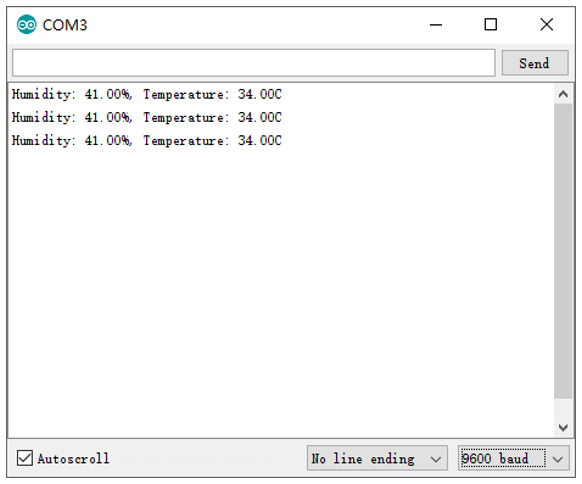 COM3
Send
Humidity: 41.00%, Temperature: 34.00C
Humidity: 41.00%, Temperature: 34.00C
Humidity: 41.00%, Temperature: 34.00C
Autoscroll
No line ending
9600 baud